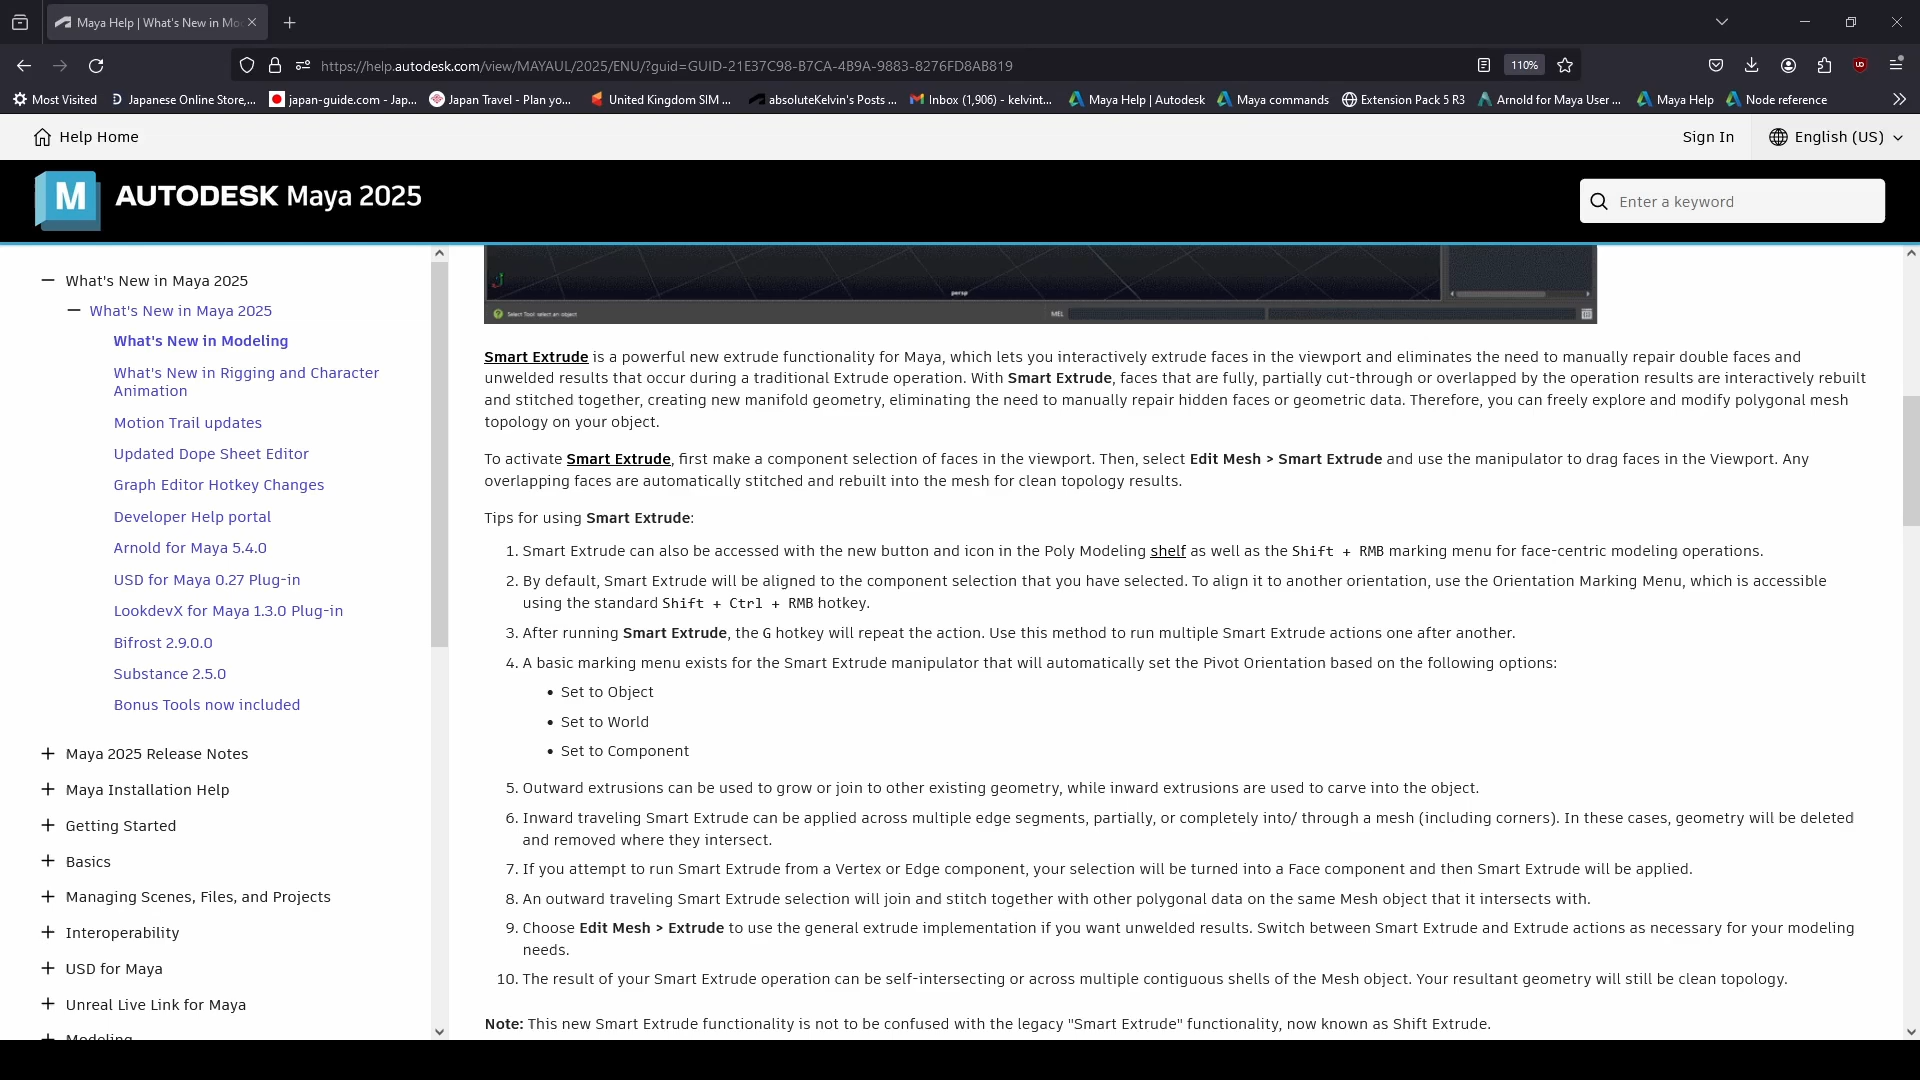 Maya Help | What's New in Mo
https://help.autodesk.com/view/MAYAUL/2025/ENU/?guid=GUID-21E37C98-B7CA-4B9A-9883-8276FD8AB819
110%
Most Visited
Japanese Online Store,...
japan-guide.com - Jap...
Japan Travel - Plan yo...
United Kingdom SIM ...
absoluteKelvin's Posts ...
Inbox (1,906) - kelvint...
Maya Help | Autodesk
Maya commands
Extension Pack 5 R3
Arnold for Maya User ...
Maya Help
Node reference
Help Home
Sign In
English (US)
M
AUTODESK Maya 2025
Enter a keyword
What's New in Maya 2025
What's New in Maya 2025
What's New in Modeling
What's New in Rigging and Character
Animation
Motion Trail updates
Updated Dope Sheet Editor
Graph Editor Hotkey Changes
Developer Help portal
Arnold for Maya 5.4.0
USD for Maya 0.27 Plug-in
LookdevX for Maya 1.3.0 Plug-in
Bifrost 2.9.0.0
Substance 2.5.0
Bonus Tools now included
Maya 2025 Release Notes
Maya Installation Help
Getting Started
Basics
Managing Scenes, Files, and Projects
Interoperability
USD for Maya
Unreal Live Link for Maya
Modeling
persp
Select Tool: select an object
MEL
Smart Extrude is a powerful new extrude functionality for Maya, which lets you interactively extrude faces in the viewport and eliminates the need to manually repair double faces and
unwelded results that occur during a traditional Extrude operation. With Smart Extrude, faces that are fully, partially cut-through or overlapped by the operation results are interactively rebuilt
and stitched together, creating new manifold geometry, eliminating the need to manually repair hidden faces or geometric data. Therefore, you can freely explore and modify polygonal mesh
topology on your object.
To activate Smart Extrude, first make a component selection of faces in the viewport. Then, select Edit Mesh > Smart Extrude and use the manipulator to drag faces in the Viewport. Any
overlapping faces are automatically stitched and rebuilt into the mesh for clean topology results.
Tips for using Smart Extrude:
1. Smart Extrude can also be accessed with the new button and icon in the Poly Modeling shelf as well as the Shift + RMB marking menu for face-centric modeling operations.
2. By default, Smart Extrude will be aligned to the component selection that you have selected. To align it to another orientation, use the Orientation Marking Menu, which is accessible
using the standard Shift + Ctrl + RMB hotkey.
3. After running Smart Extrude, the G hotkey will repeat the action. Use this method to run multiple Smart Extrude actions one after another.
4. A basic marking menu exists for the Smart Extrude manipulator that will automatically set the Pivot Orientation based on the following options:
• Set to Object
• Set to World
• Set to Component
5. Outward extrusions can be used to grow or join to other existing geometry, while inward extrusions are used to carve into the object.
6. Inward traveling Smart Extrude can be applied across multiple edge segments, partially, or completely into/ through a mesh (including corners). In these cases, geometry will be deleted
and removed where they intersect.
7. If you attempt to run Smart Extrude from a Vertex or Edge component, your selection will be turned into a Face component and then Smart Extrude will be applied.
8. An outward traveling Smart Extrude selection will join and stitch together with other polygonal data on the same Mesh object that it intersects with.
9. Choose Edit Mesh > Extrude to use the general extrude implementation if you want unwelded results. Switch between Smart Extrude and Extrude actions as necessary for your modeling
needs.
10. The result of your Smart Extrude operation can be self-intersecting or across multiple contiguous shells of the Mesh object. Your resultant geometry will still be clean topology.
Note: This new Smart Extrude functionality is not to be confused with the legacy "Smart Extrude" functionality, now known as Shift Extrude.